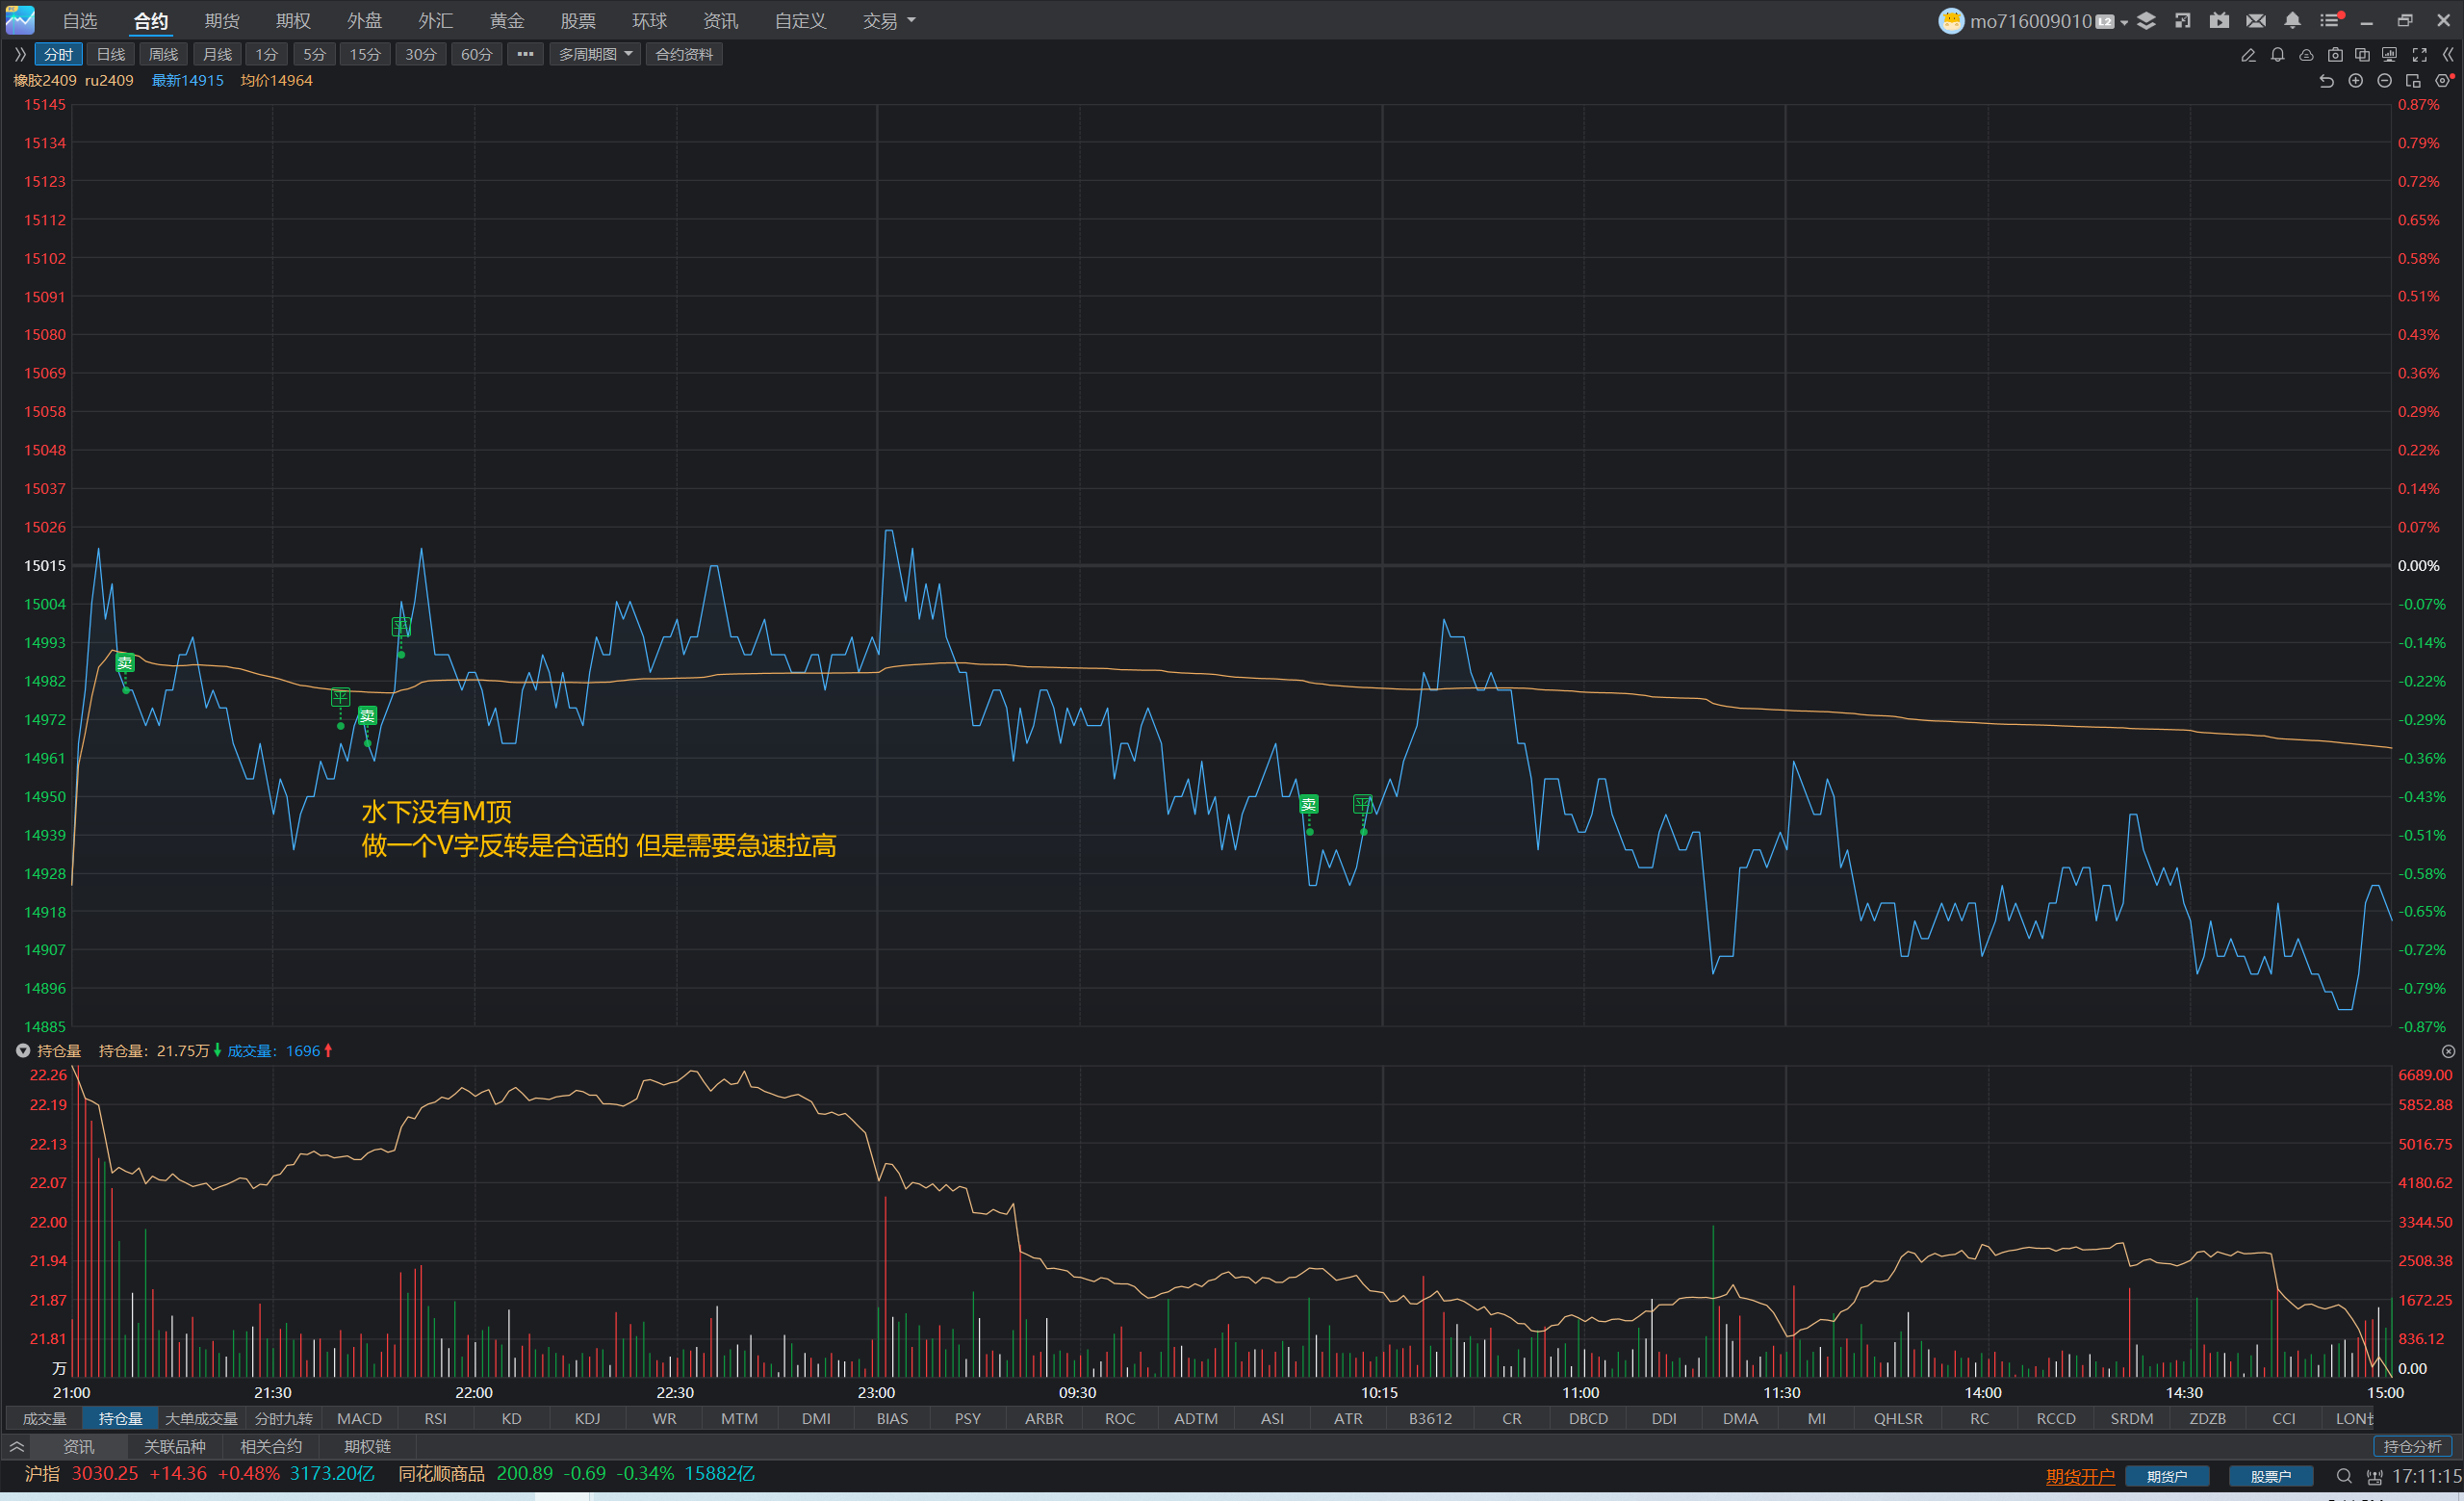 自选 合约 期货 期权 外盘 外汇 黄金 股票 环球 资讯 自定义 交易 mo716009010 L2
分时 日线 周线 月线 1分 5分 15分 30分 60分 ••• 多周期图 合约资料
橡胶2409 ru2409 最新14915 均价14964
15145 0.87%
15134 0.79%
15123 0.72%
15112 0.65%
15102 0.58%
15091 0.51%
15080 0.43%
15069 0.36%
15058 0.29%
15048 0.22%
15037 0.14%
15026 0.07%
15015 0.00%
15004 -0.07%
平
14993 -0.14%
卖
14982 -0.22%
平
卖
14972 -0.29%
14961 -0.36%
14950 -0.43%
卖 平
水下没有M顶
14939 -0.51%
做一个V字反转是合适的 但是需要急速拉高
14928 -0.58%
14918 -0.65%
14907 -0.72%
14896 -0.79%
14885 -0.87%
持仓量 持仓量：21.75万 成交量：1696
22.26 6689.00
22.19 5852.88
22.13 5016.75
22.07 4180.62
22.00 3344.50
21.94 2508.38
21.87 1672.25
21.81 836.12
万 0.00
21:00 21:30 22:00 22:30 23:00 09:30 10:15 11:00 11:30 14:00 14:30 15:00
成交量 持仓量 大单成交量 分时九转 MACD RSI KD KDJ WR MTM DMI BIAS PSY ARBR ROC ADTM ASI ATR B3612 CR DBCD DDI DMA MI QHLSR RC RCCD SRDM ZDZB CCI
资讯 关联品种 相关合约 期权链 持仓分析
沪指 3030.25 +14.36 +0.48% 3173.20亿 同花顺商品 200.89 -0.69 -0.34% 15882亿 期货开户 期货户 股票户 17:11:15